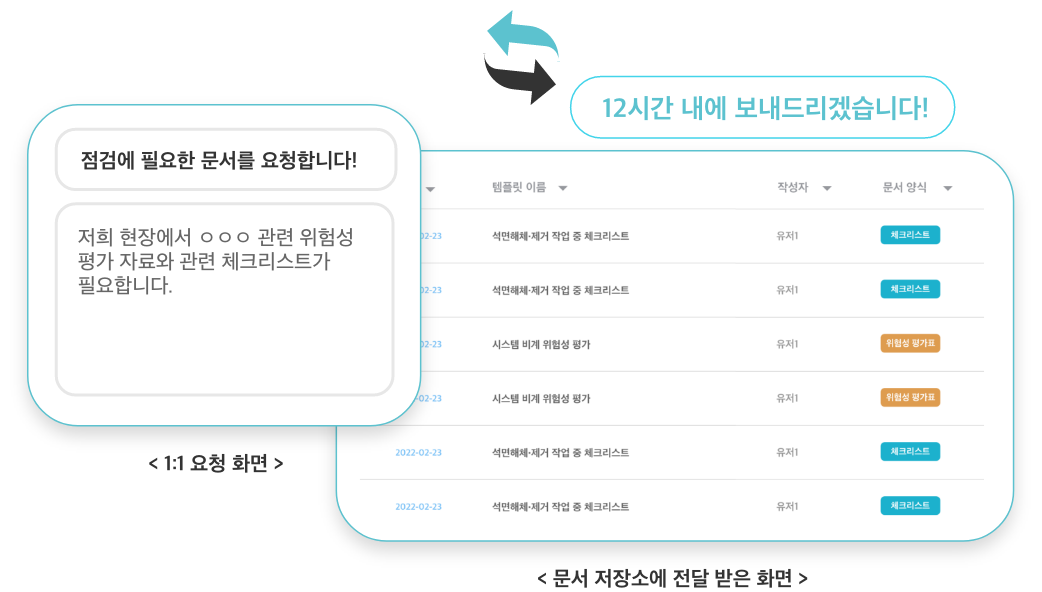 12시간 내에 보내드리겠습니다!
점검에 필요한 문서를 요청합니다!
저희 현장에서 ㅇㅇㅇ 관련 위험성
평가 자료와 관련 체크리스트가
필요합니다.
< 1:1 요청 화면 >
템플릿 이름 작성자 문서 양식
02-23 석면해체·제거 작업 중 체크리스트 유저1 체크리스트
02-23 석면해체·제거 작업 중 체크리스트 유저1 체크리스트
02-23 시스템 비계 위험성 평가 유저1 위험성 평가표
-02-23 시스템 비계 위험성 평가 유저1 위험성 평가표
2022-02-23 석면해체·제거 작업 중 체크리스트 유저1 체크리스트
2022-02-23 석면해체·제거 작업 중 체크리스트 유저1 체크리스트
< 문서 저장소에 전달 받은 화면 >